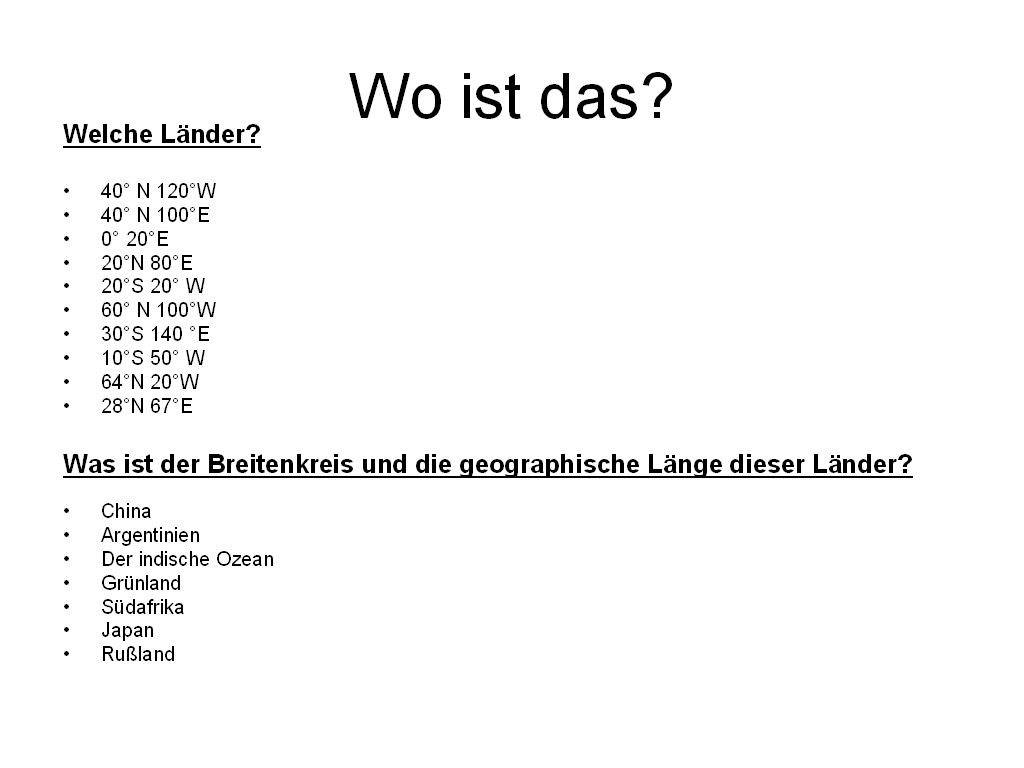 Wo ist das?
Welche Länder?
• 40° N 120°W
• 40° N 100°E
• 0° 20°E
• 20°N 80°E
• 20°S 20° W
• 60° N 100°W
• 30°S 140 °E
• 10°S 50° W
• 64°N 20°W
• 28°N 67°E
Was ist der Breitenkreis und die geographische Länge dieser Länder?
• China
• Argentinien
• Der indische Ozean
• Grünland
• Südafrika
• Japan
• Rußland